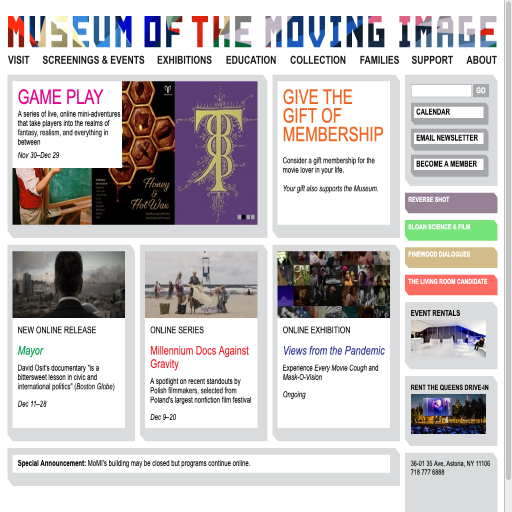 MUSEUM OF THE MOVING IMAGE
VISIT SCREENINGS & EVENTS EXHIBITIONS EDUCATION COLLECTION FAMILIES SUPPORT ABOUT
GAME PLAY
A series of live, online mini-adventures
that take players into the realms of
fantasy, realism, and everything in
between
Nov 30–Dec 29
Honey
& Hot Wax
GIVE THE
GIFT OF
MEMBERSHIP
Consider a gift membership for the
movie lover in your life.
Your gift also supports the Museum.
GO
CALENDAR
EMAIL NEWSLETTER
BECOME A MEMBER
REVERSE SHOT
SLOAN SCIENCE & FILM
PINEWOOD DIALOGUES
THE LIVING ROOM CANDIDATE
NEW ONLINE RELEASE
Mayor
David Osit's documentary "is a
bittersweet lesson in civic and
international politics" (Boston Globe)
Dec 11–28
ONLINE SERIES
Millennium Docs Against
Gravity
A spotlight on recent standouts by
Polish filmmakers, selected from
Poland's largest nonfiction film festival
Dec 9–20
ONLINE EXHIBITION
Views from the Pandemic
Experience Every Movie Cough and
Mask-O-Vision
Ongoing
EVENT RENTALS
RENT THE QUEENS DRIVE-IN
Special Announcement: MoMI's building may be closed but programs continue online.
36-01 35 Ave, Astoria, NY 11106
718 777 6888